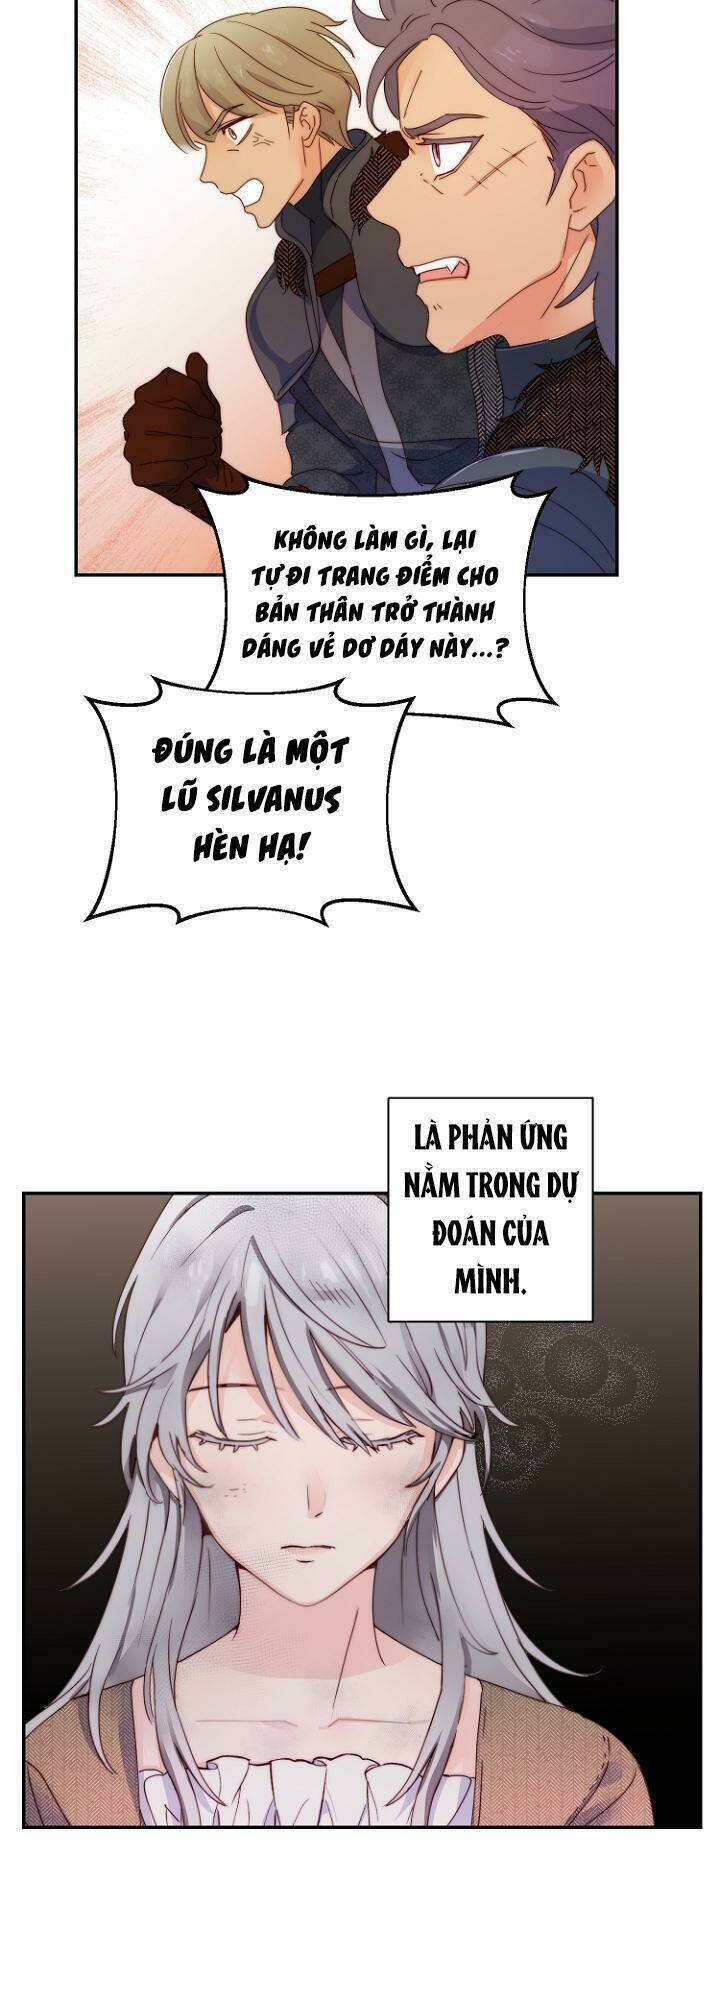 KHÔNG LÀM GÌ, LẠI
TỰ ĐI TRANG ĐIỂM CHO
BẢN THÂN TRỞ THÀNH
DÁNG VẺ DƠ DÁY NÀY...?
ĐÚNG LÀ MỘT
LŨ SILVANUS
HÈN HẠ!
LÀ PHẢN ỨNG
NẰM TRONG DỰ
ĐOÁN CỦA
MÌNH.